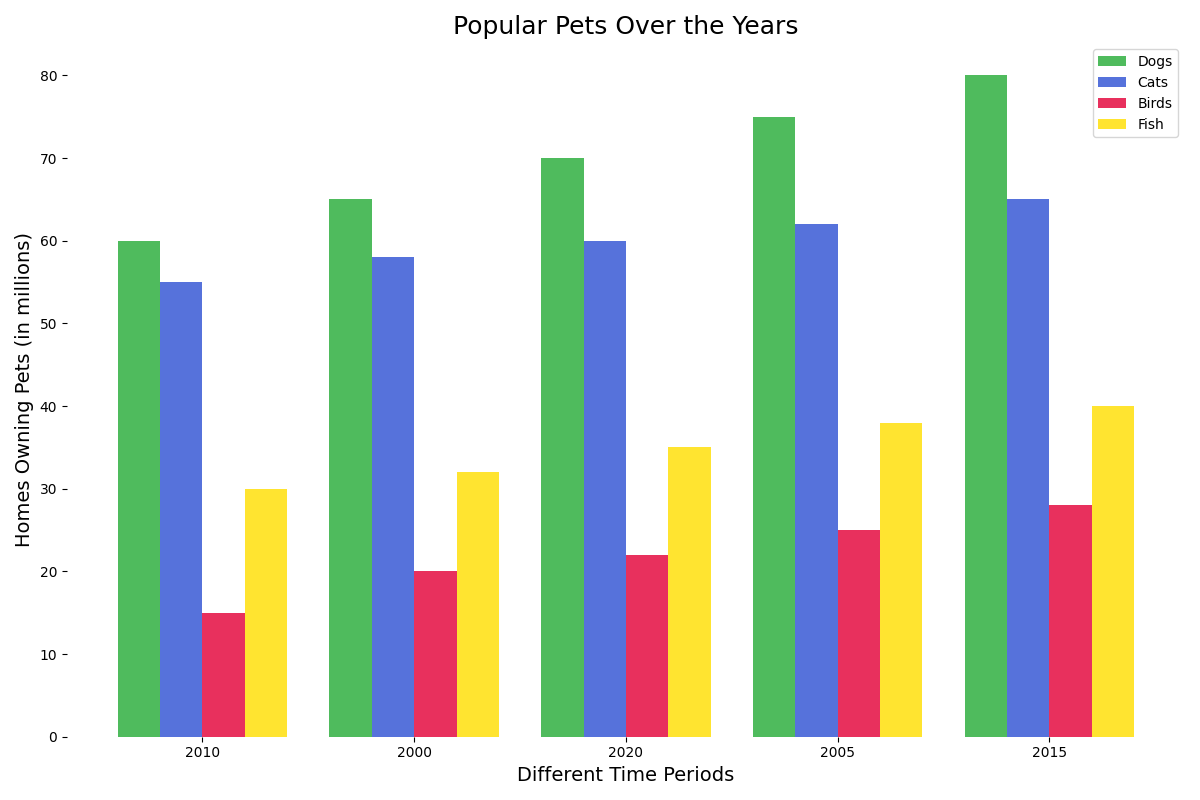 Popular Pets Over the Years
Dogs
Cats
Birds
Fish
Homes Owning Pets (in millions)
80
70
60
50
40
30
20
10
0
2010
2000
2020
2005
2015
Different Time Periods